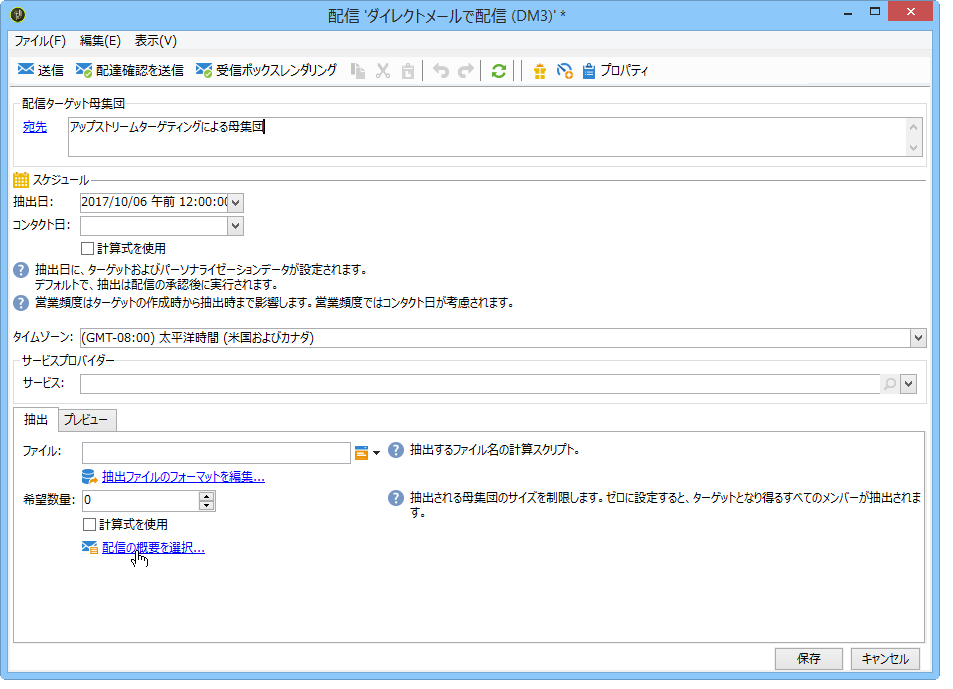 配信 'ダイレクトメールで配信 (DM3)' *
ファイル(F) 編集(E) 表示(V)
送信 配達確認を送信 受信ボックスレンダリング プロパティ
配信ターゲット母集団
宛先 アップストリームターゲティングによる母集団
スケジュール
抽出日: 2017/10/06 午前 12:00:00
コンタクト日:
計算式を使用
抽出日に、ターゲットおよびパーソナライゼーションデータが設定されます。
デフォルトで、抽出は配信の承認後に実行されます。
営業頻度はターゲットの作成時から抽出時まで影響します。営業頻度ではコンタクト日が考慮されます。
タイムゾーン: (GMT-08:00) 太平洋時間 (米国およびカナダ)
サービスプロバイダー
サービス:
抽出 プレビュー
ファイル: 抽出するファイル名の計算スクリプト。
抽出ファイルのフォーマットを編集...
希望数量: 0 抽出される母集団のサイズを制限します。ゼロに設定すると、ターゲットとなり得るすべてのメンバーが抽出されま
す。
計算式を使用
配信の概要を選択...
保存 キャンセル